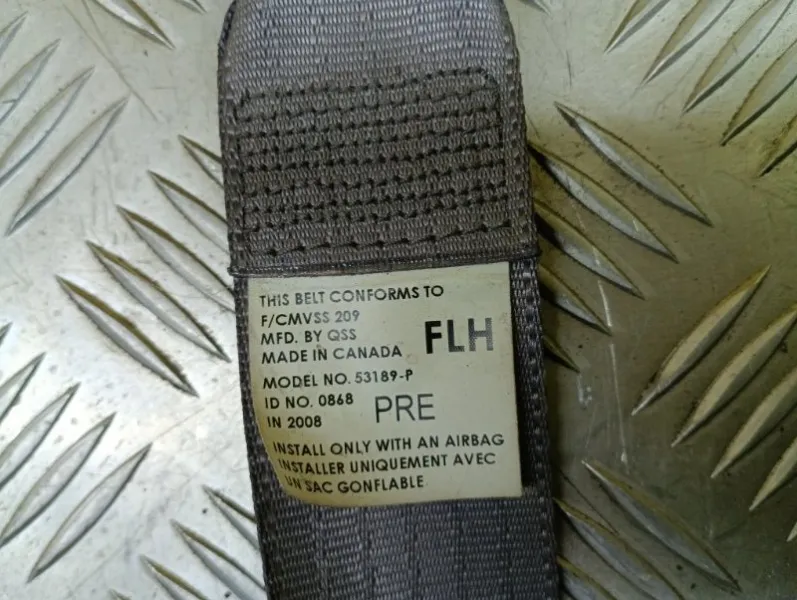 THIS BELT CONFORMS TO
F/CMVSS 209
MFD. BY QSS
MADE IN CANADA
FLH
MODEL NO. 53189-P
ID NO. 0868
IN 2008
PRE
INSTALL ONLY WITH AN AIRBAG
INSTALLER UNIQUEMENT AVEC
UN SAC GONFLABLE